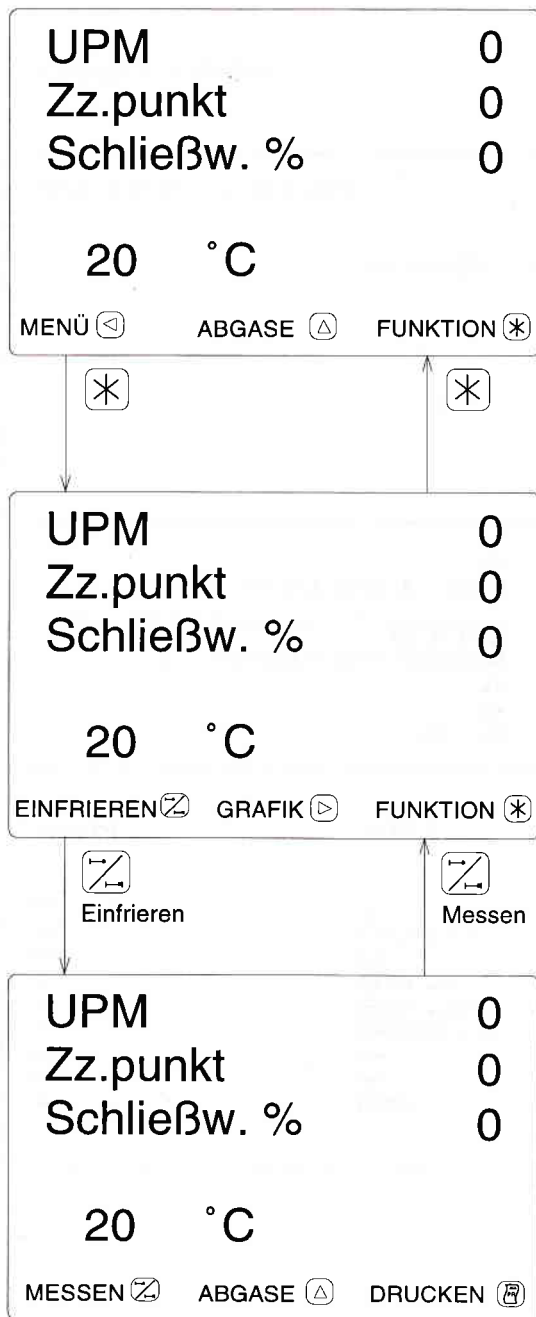 UPM 0
Zz.punkt 0
Schließw. % 0
20 °C
MENÜ ABGASE FUNKTION
UPM 0
Zz.punkt 0
Schließw. % 0
20 °C
EINFRIEREN GRAFIK FUNKTION
Einfrieren Messen
UPM 0
Zz.punkt 0
Schließw. % 0
20 °C
MESSEN ABGASE DRUCKEN